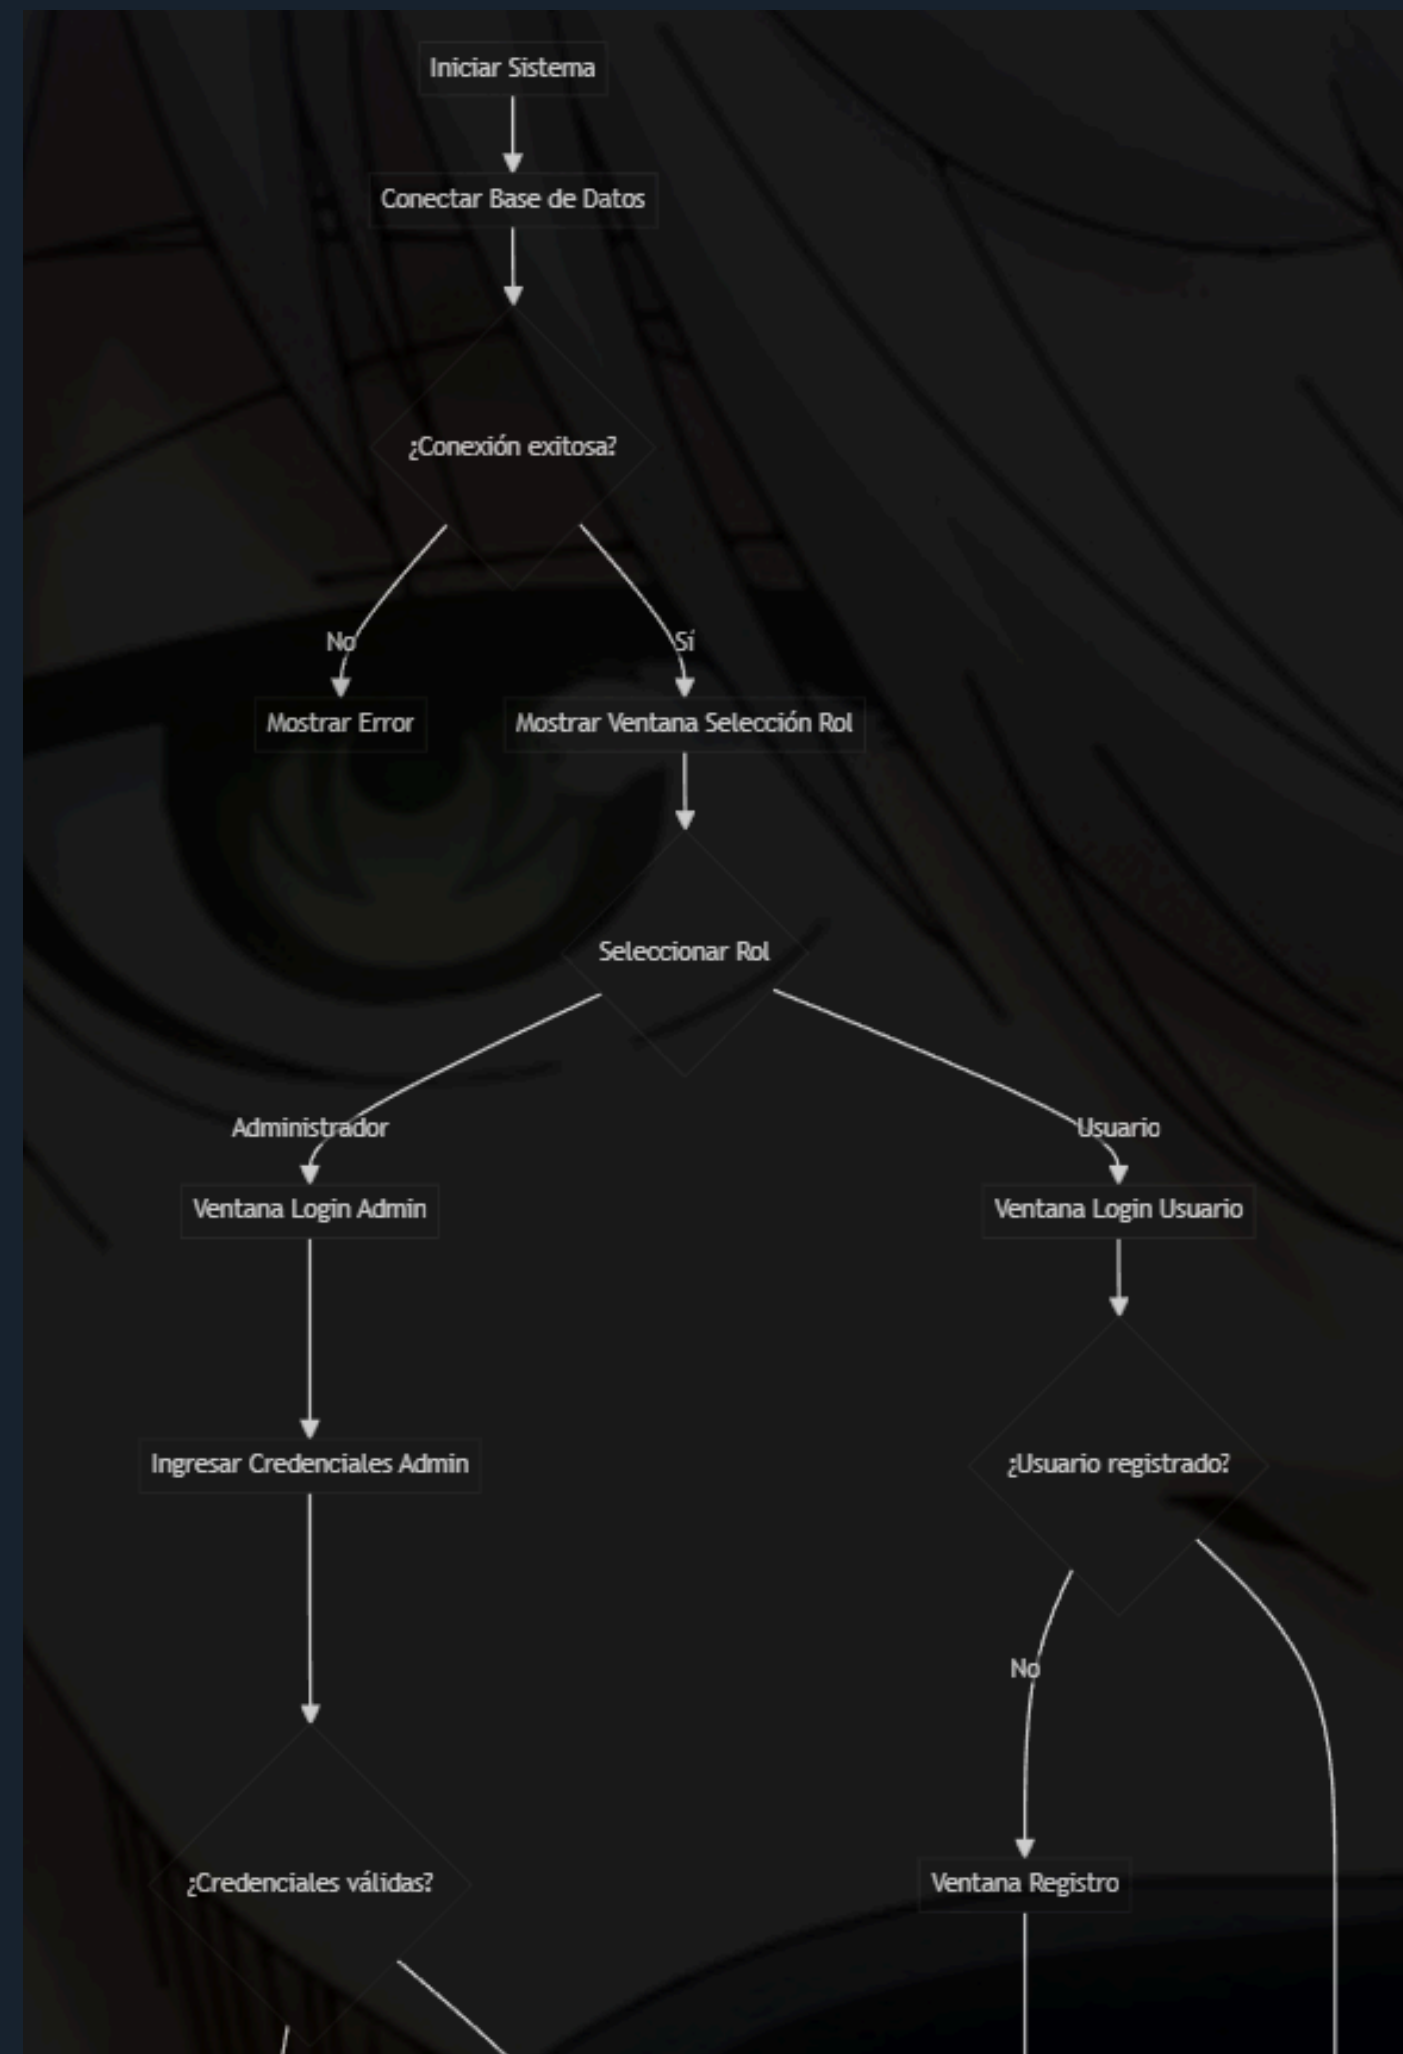 Iniciar Sistema
Conectar Base de Datos
¿Conexión exitosa?
No
Sí
Mostrar Error
Mostrar Ventana Selección Rol
Seleccionar Rol
Administrador
Usuario
Ventana Login Admin
Ventana Login Usuario
Ingresar Credenciales Admin
¿Usuario registrado?
No
¿Credenciales válidas?
Ventana Registro